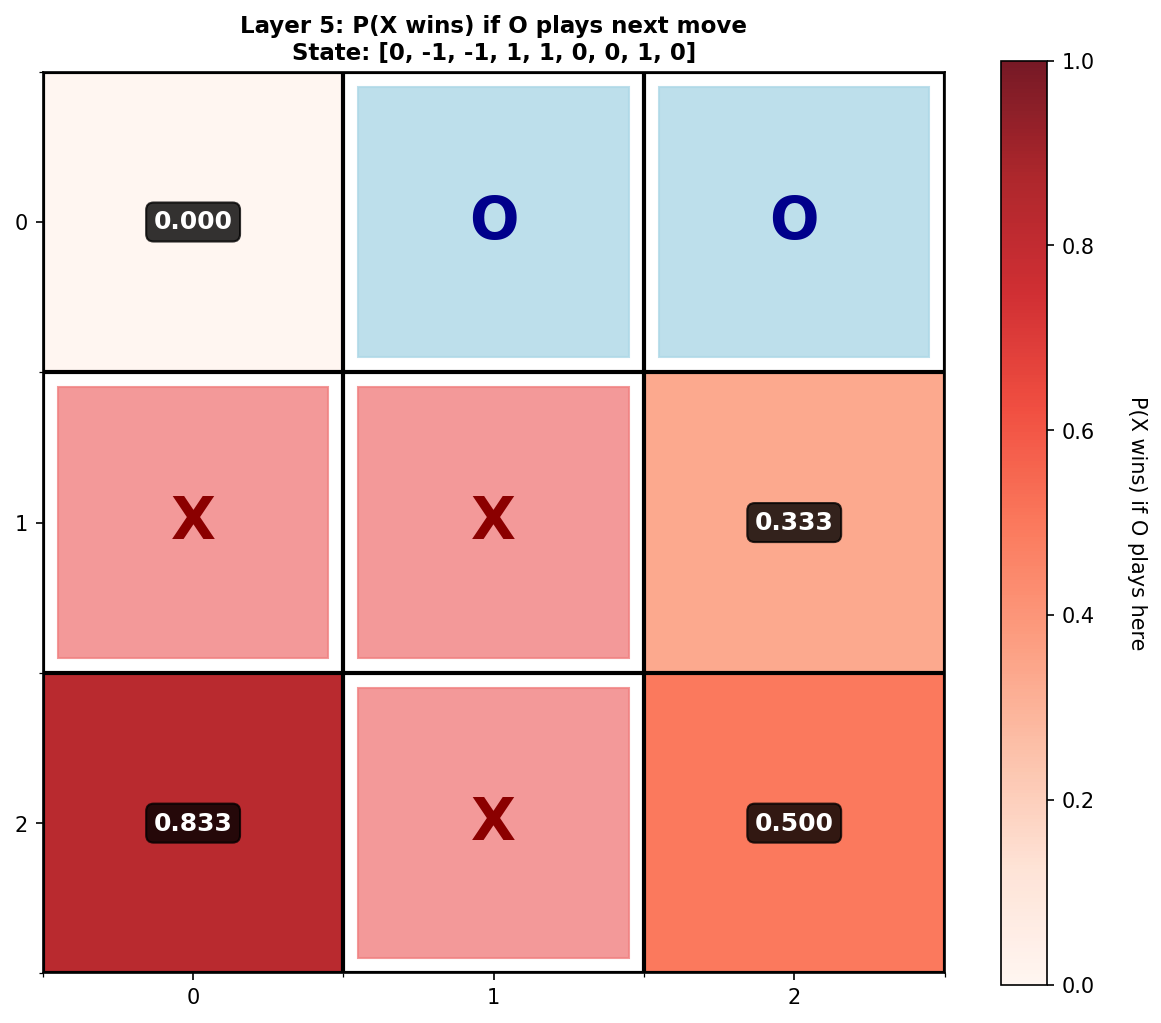 Layer 5: P(X wins) if O plays next move
State: [0, -1, -1, 1, 1, 0, 0, 1, 0]
0
0.000
O
O
1
X
X
0.333
2
0.833
X
0.500
0
1
2
1.0
0.8
0.6
0.4
0.2
0.0
P(X wins) if O plays here